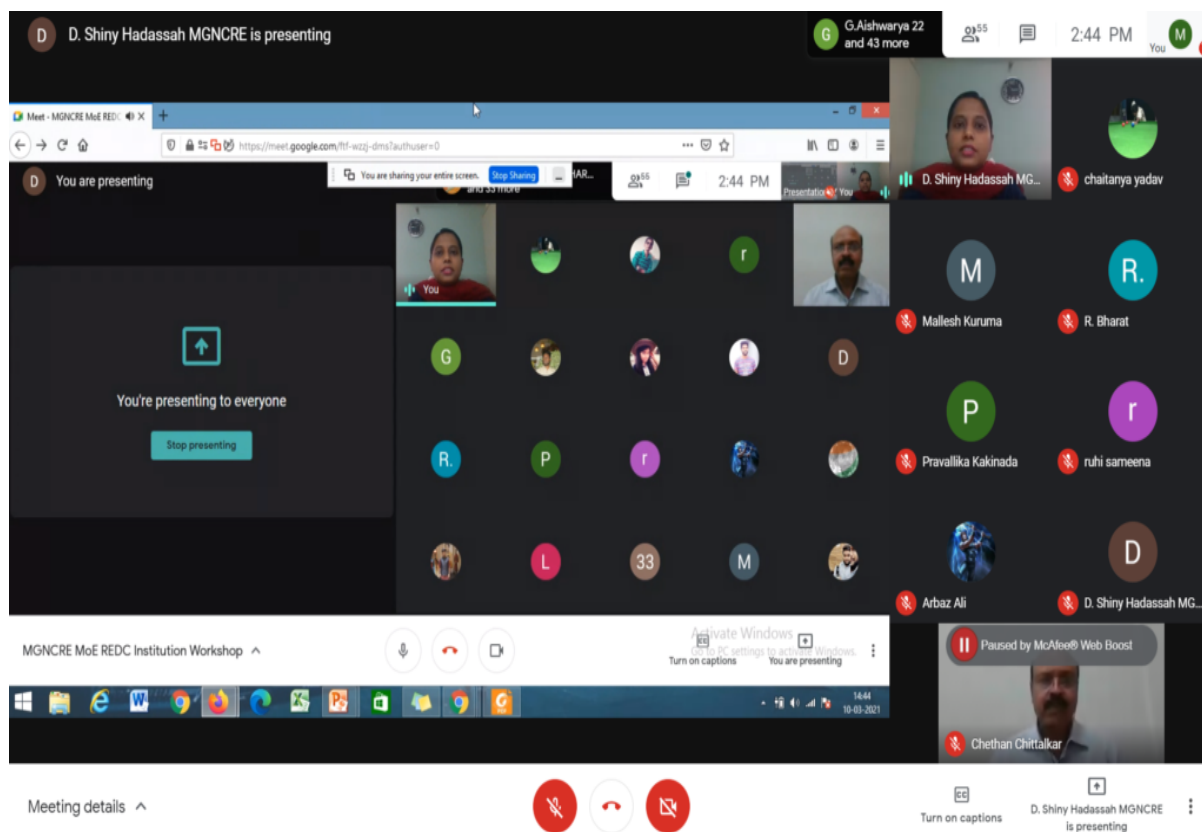 D
D. Shiny Hadassah MGNCRE is presenting
G
G.Aishwarya 22
and 43 more
55
2:44 PM
You
M
Meet - MGNCRE MoE REDC
https://meet.google.com/ftf-wzzj-dms?authuser=0
D
You are presenting
You are sharing your entire screen.
Stop Sharing
HAR...
and 33 more
55
2:44 PM
Presentation
You
You
r
G
D
R.
P
r
L
33
M
You're presenting to everyone
Stop presenting
D. Shiny Hadassah MG...
chaitanya yadav
M
R.
Mallesh Kuruma
R. Bharat
P
r
Pravallika Kakinada
ruhi sameena
D
Arbaz Ali
D. Shiny Hadassah MG...
Paused by McAfee® Web Boost
Chethan Chittalkar
MGNCRE MoE REDC Institution Workshop
Activate Windows
Go to PC settings to activate Windows.
CC
Turn on captions
You are presenting
14:44
10-03-2021
Meeting details
CC
Turn on captions
D. Shiny Hadassah MGNCRE
is presenting